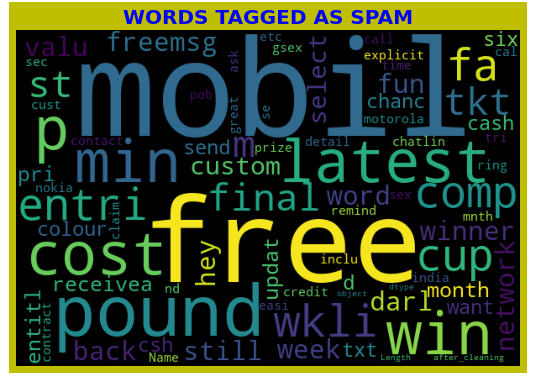 WORDS TAGGED AS SPAM
valu freemsg ask etc gsex call explicit cal six
sec st mobil select time fa
cust pob great se chanc fun tkt
p motorola cash
contact send m prize detail chatlin tri
min custom latest ring
pri nokia
entri final word sex comp
claim remind mnth
colour hey winner
cost free updat inclu cup network
receivea nd d india month
entitl contract pound easi credit object dtype darl want
wkli win
back csh still week txt
Name Length after_cleaning